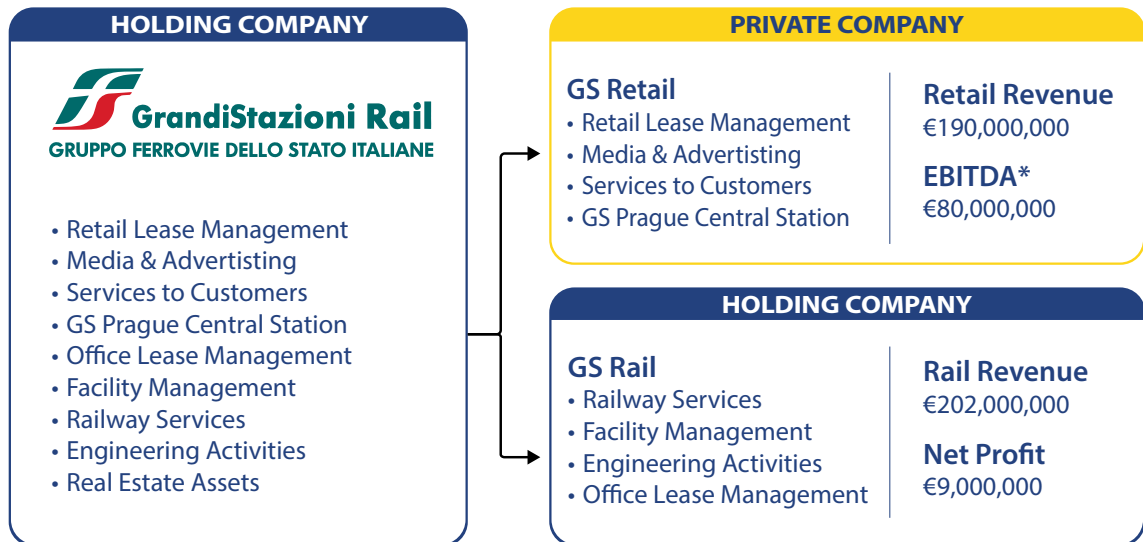 HOLDING COMPANY
GrandiStazioni Rail
GRUPPO FERROVIE DELLO STATO ITALIANE
• Retail Lease Management
• Media & Advertisting
• Services to Customers
• GS Prague Central Station
• Office Lease Management
• Facility Management
• Railway Services
• Engineering Activities
• Real Estate Assets
PRIVATE COMPANY
GS Retail
• Retail Lease Management
• Media & Advertisting
• Services to Customers
• GS Prague Central Station
Retail Revenue
€190,000,000
EBITDA*
€80,000,000
HOLDING COMPANY
GS Rail
• Railway Services
• Facility Management
• Engineering Activities
• Office Lease Management
Rail Revenue
€202,000,000
Net Profit
€9,000,000